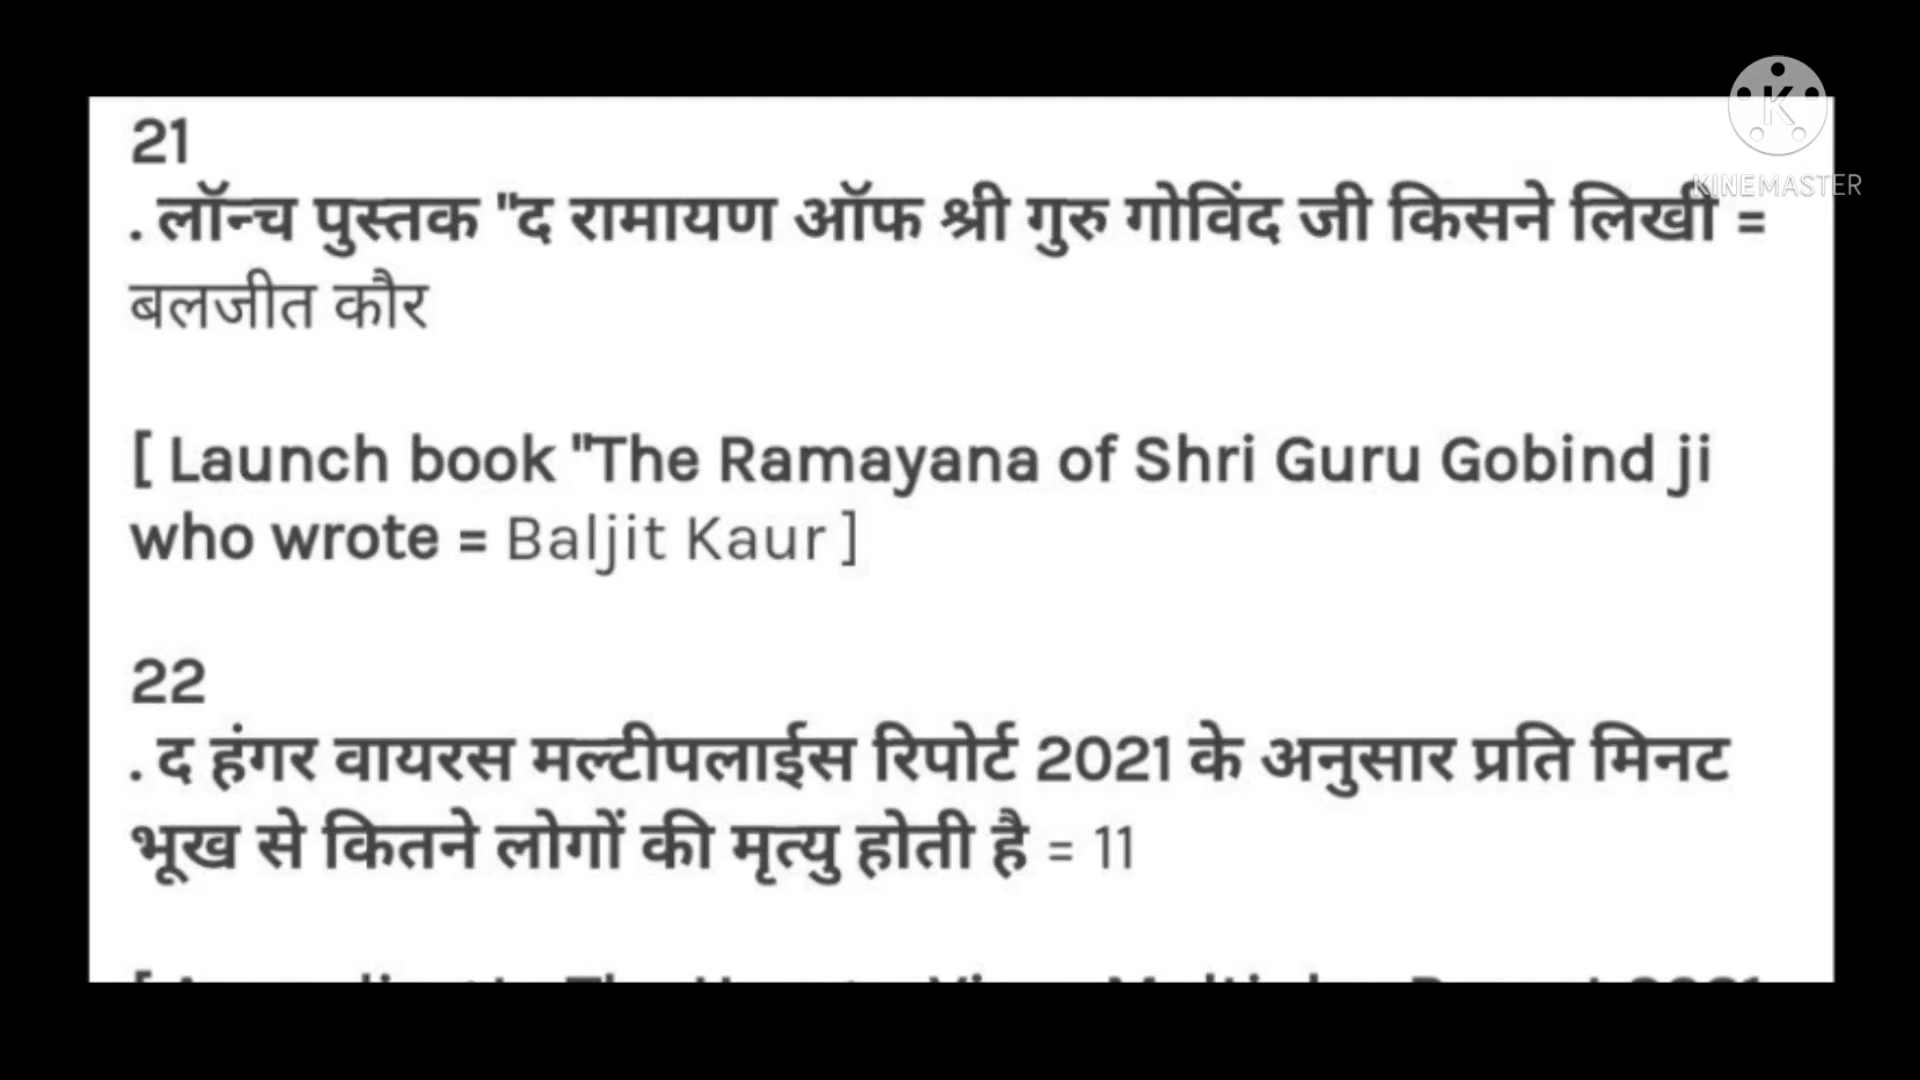 21
. लॉन्च पुस्तक "द रामायण ऑफ श्री गुरु गोविंद जी किसने लिखी =
बलजीत कौर
[ Launch book "The Ramayana of Shri Guru Gobind ji
who wrote = Baljit Kaur ]
22
. द हंगर वायरस मल्टीपलाईस रिपोर्ट 2021 के अनुसार प्रति मिनट
भूख से कितने लोगों की मृत्यु होती है = 11
K
KINEMASTER